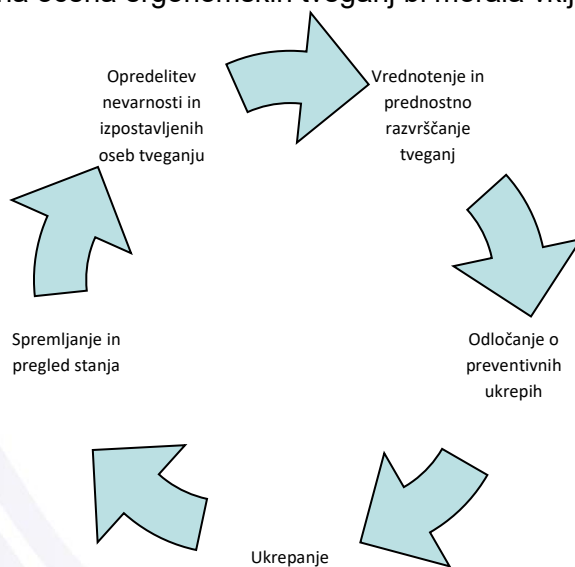 na ocena ergonomskih tveganj bi morala
Opredelitev
nevarnosti in
izpostavljenih
oseb tveganju
Vrednotenje in
prednostno
razvrščanje
tveganj
Odločanje o
preventivnih
ukrepih
Ukrepanje
Spremljanje in
pregled stanja